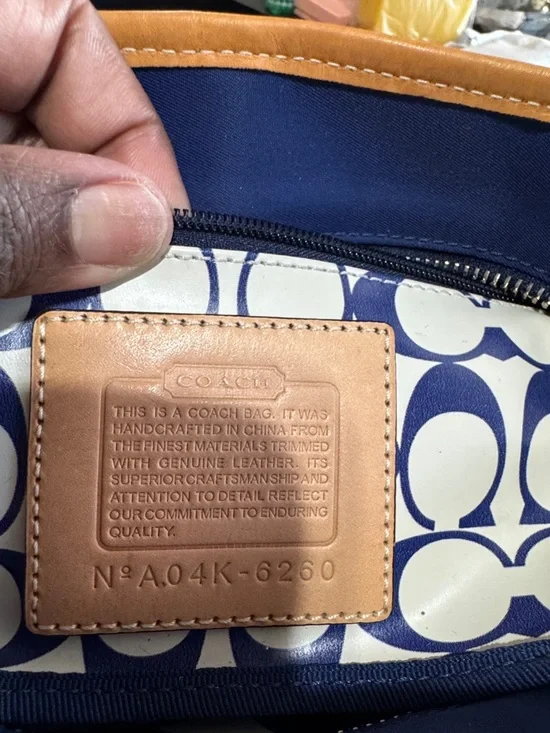 COACH
THIS IS A COACH BAG. IT WAS
HANDCRAFTED IN CHINA FROM
THE FINEST MATERIALS TRIMMED
WITH GENUINE LEATHER. ITS
SUPERIOR CRAFTSMANSHIP AND
ATTENTION TO DETAIL REFLECT
OUR COMMITMENT TO ENDURING
QUALITY.
Nº A04K-6260